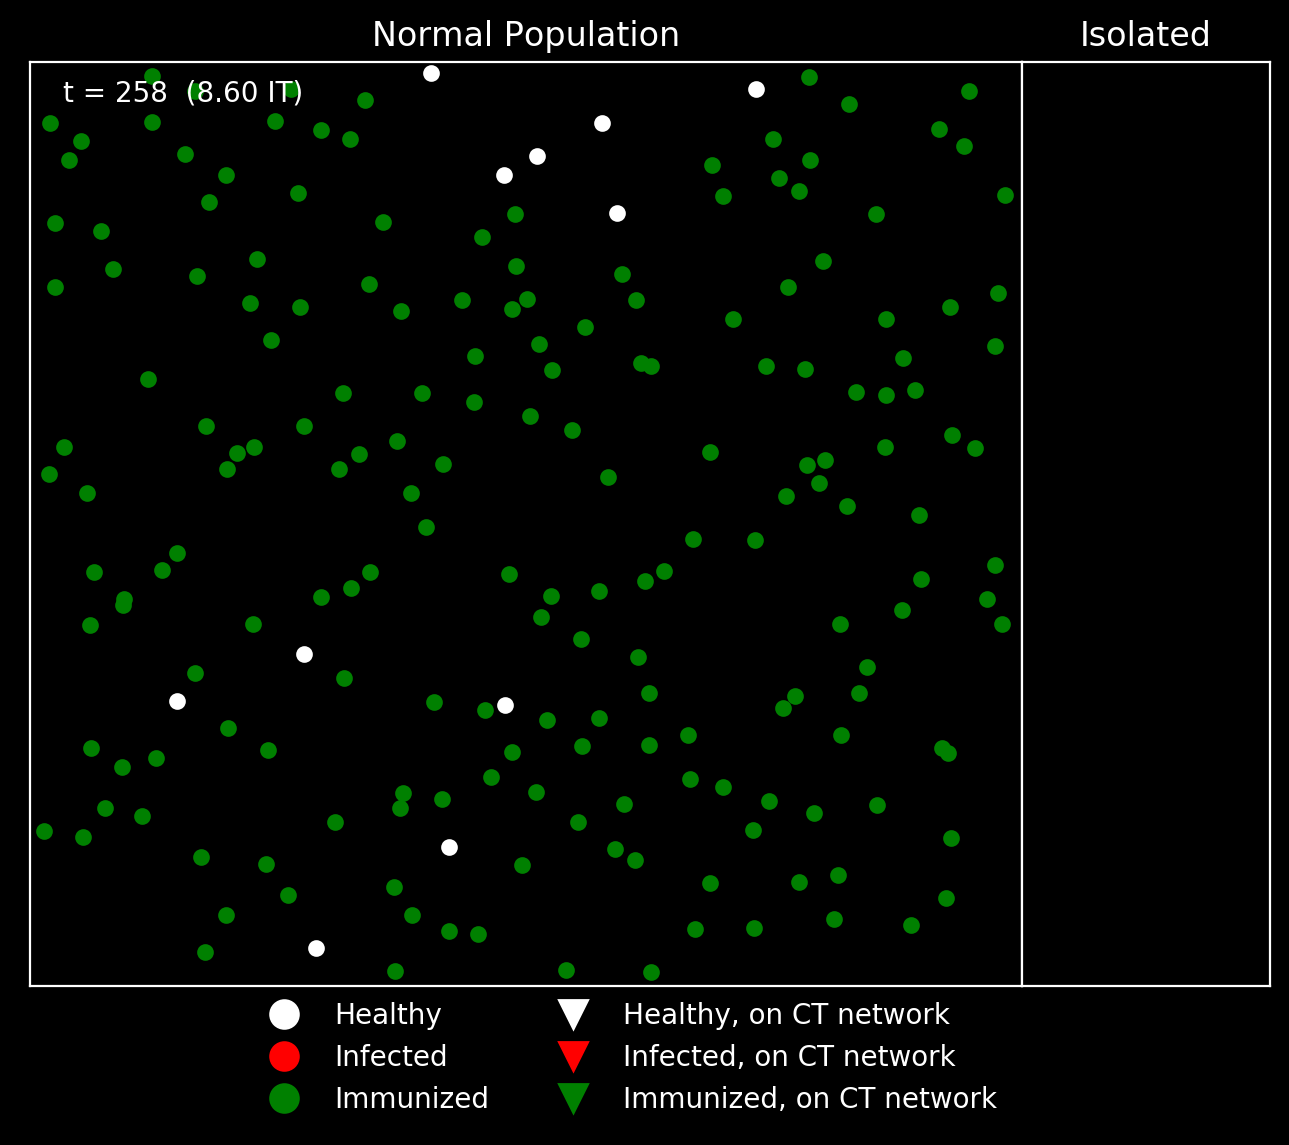 Normal Population
Isolated
t = 258  (8.60 IT)
Healthy
Infected
Immunized
Healthy, on CT network
Infected, on CT network
Immunized, on CT network